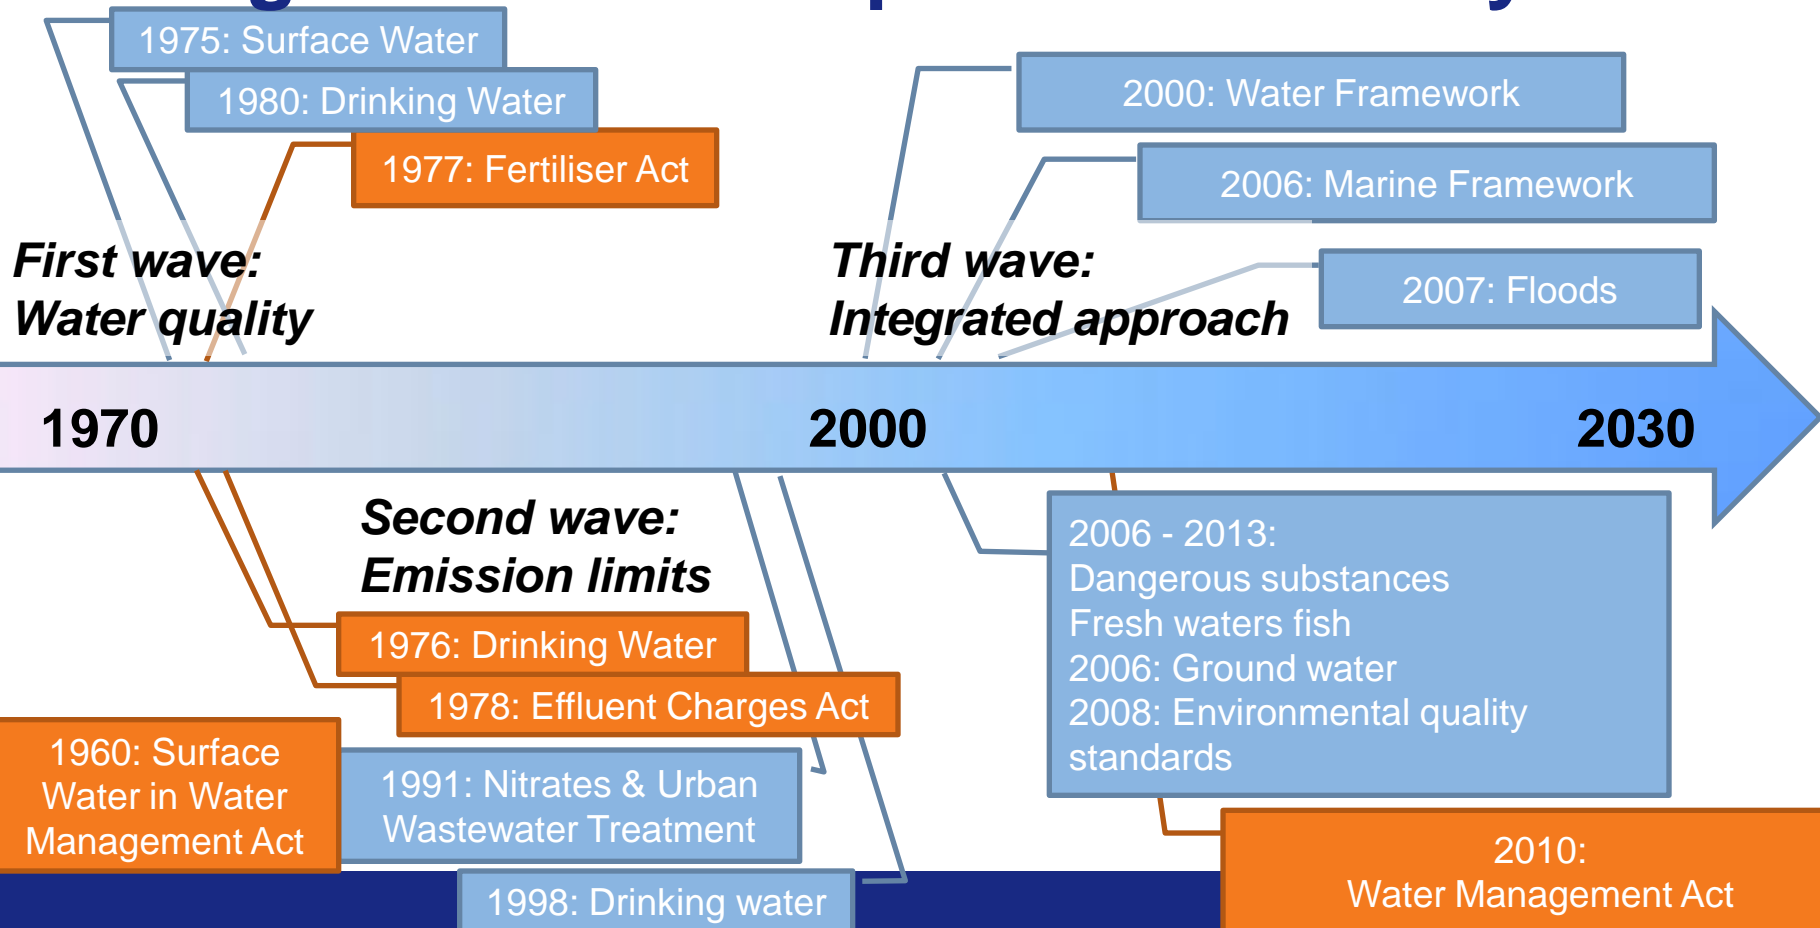 1975: Surface Water
1980: Drinking Water
1977: Fertiliser Act
2000: Water Framework
2006: Marine Framework
2007: Floods
First wave:
Water quality
Third wave:
Integrated approach
1970
2000
2030
Second wave:
Emission limits
1976: Drinking Water
1978: Effluent Charges Act
1960: Surface
Water in Water
Management Act
1991: Nitrates & Urban
Wastewater Treatment
1998: Drinking water
2006 - 2013:
Dangerous substances
Fresh waters fish
2006: Ground water
2008: Environmental quality
standards
2010:
Water Management Act